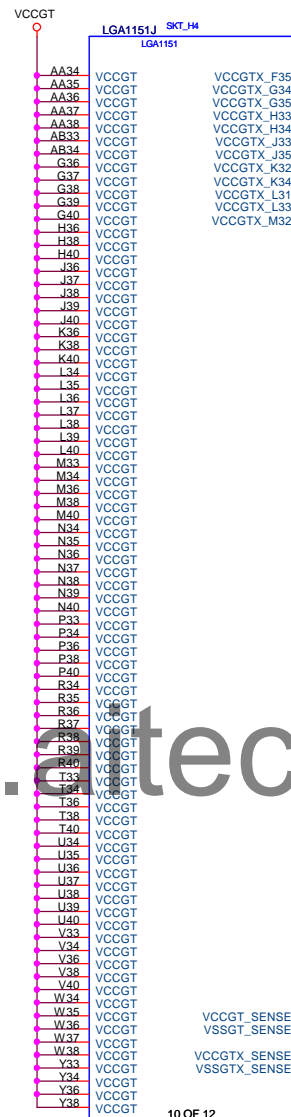 VCCGT
LGA1151J SKT_H4
LGA1151
AA34 VCCGT VCCGTX_F35
AA35 VCCGT VCCGTX_G34
AA36 VCCGT VCCGTX_G35
AA37 VCCGT VCCGTX_H33
AA38 VCCGT VCCGTX_H34
AB33 VCCGT VCCGTX_J33
AB34 VCCGT VCCGTX_J35
G36 VCCGT VCCGTX_K32
G37 VCCGT VCCGTX_K34
G38 VCCGT VCCGTX_L31
G39 VCCGT VCCGTX_L33
G40 VCCGT VCCGTX_M32
H36 VCCGT
H38 VCCGT
H40 VCCGT
J36 VCCGT
J37 VCCGT
J38 VCCGT
J39 VCCGT
J40 VCCGT
K36 VCCGT
K38 VCCGT
K40 VCCGT
L34 VCCGT
L35 VCCGT
L36 VCCGT
L37 VCCGT
L38 VCCGT
L39 VCCGT
L40 VCCGT
M33 VCCGT
M34 VCCGT
M36 VCCGT
M38 VCCGT
M40 VCCGT
N34 VCCGT
N35 VCCGT
N36 VCCGT
N37 VCCGT
N38 VCCGT
N39 VCCGT
N40 VCCGT
P33 VCCGT
P34 VCCGT
P36 VCCGT
P38 VCCGT
P40 VCCGT
R34 VCCGT
R35 VCCGT
R36 VCCGT
R37 VCCGT
R38 VCCGT
R39 VCCGT
R40 VCCGT
.aitec
T33 VCCGT
T34 VCCGT
T36 VCCGT
T38 VCCGT
T40 VCCGT
U34 VCCGT
U35 VCCGT
U36 VCCGT
U37 VCCGT
U38 VCCGT
U39 VCCGT
U40 VCCGT
V33 VCCGT
V34 VCCGT
V36 VCCGT
V38 VCCGT
V40 VCCGT
W34 VCCGT
W35 VCCGT VCCGT_SENSE
W36 VCCGT VSSGT_SENSE
W37 VCCGT
W38 VCCGT VCCGTX_SENSE
Y33 VCCGT VSSGTX_SENSE
Y34 VCCGT
Y36 VCCGT
Y38 VCCGT
10 OF 12